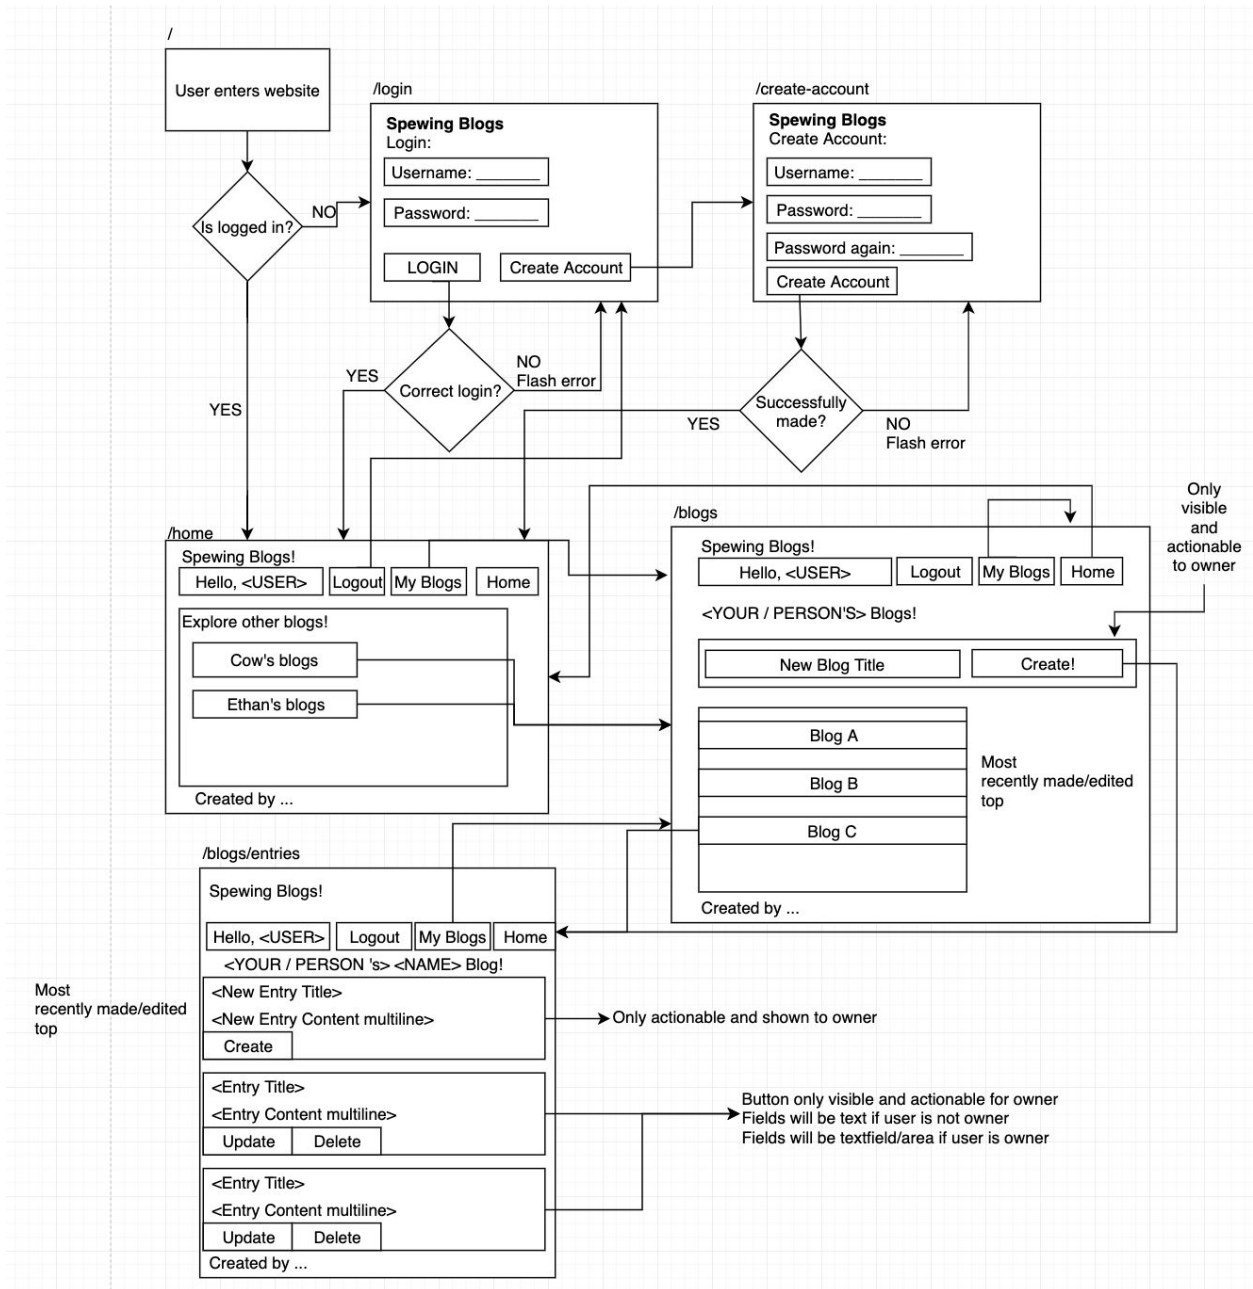 /
User enters website
Is logged in?
NO
YES
/login
Spewing Blogs
Login:
Username: _______
Password: _______
LOGIN
Create Account
Correct login?
YES
NO
Flash error
/create-account
Spewing Blogs
Create Account:
Username: _______
Password: _______
Password again: _______
Create Account
Successfully
made?
YES
NO
Flash error
/home
Spewing Blogs!
Hello, <USER>
Logout
My Blogs
Home
Explore other blogs!
Cow's blogs
Ethan's blogs
Created by ...
/blogs
Spewing Blogs!
Hello, <USER>
Logout
My Blogs
Home
<YOUR / PERSON'S> Blogs!
New Blog Title
Create!
Only
visible
and
actionable
to owner
Blog A
Blog B
Blog C
Most
recently made/edited
top
Created by ...
/blogs/entries
Spewing Blogs!
Hello, <USER>
Logout
My Blogs
Home
<YOUR / PERSON 's> <NAME> Blog!
Most
recently made/edited
top
<New Entry Title>
<New Entry Content multiline>
Create
Only actionable and shown to owner
<Entry Title>
<Entry Content multiline>
Update
Delete
Button only visible and actionable for owner
Fields will be text if user is not owner
Fields will be textfield/area if user is owner
<Entry Title>
<Entry Content multiline>
Update
Delete
Created by ...